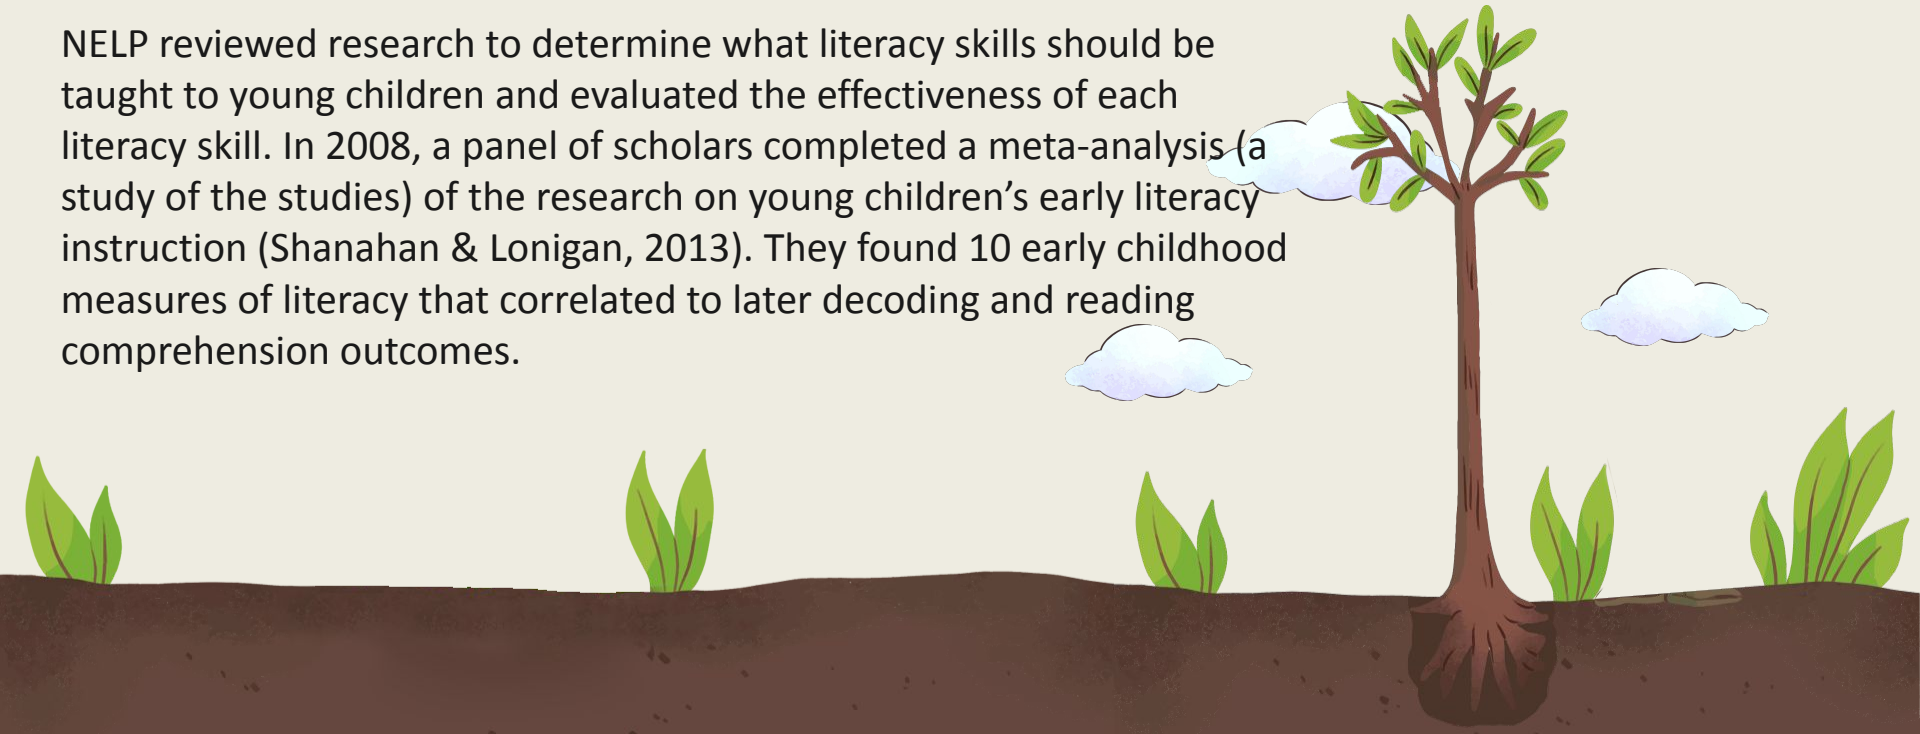 NELP reviewed research to determine what literacy skills should be
taught to young children and evaluated the effectiveness of each
literacy skill. In 2008, a panel of scholars completed a meta-analysis (a
study of the studies) of the research on young children’s early literacy
instruction (Shanahan & Lonigan, 2013). They found 10 early childhood
measures of literacy that correlated to later decoding and reading
comprehension outcomes.